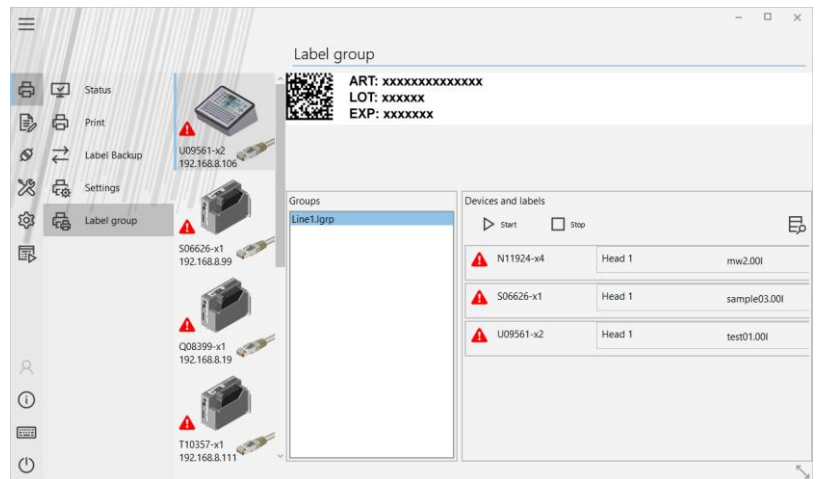 Label group
Status
Print
Label Backup
Settings
Label group
U09561-x2
192.168.8.106
S06626-x1
192.168.8.99
Q08399-x1
192.168.8.19
T10357-x1
192.168.8.111
ART: xxxxxxxxxxxxxx
LOT: xxxxxx
EXP: xxxxxxx
Groups
Line1.lgrp
Devices and labels
Start Stop
N11924-x4 Head 1 mw2.00I
S06626-x1 Head 1 sample03.00I
U09561-x2 Head 1 test01.00I